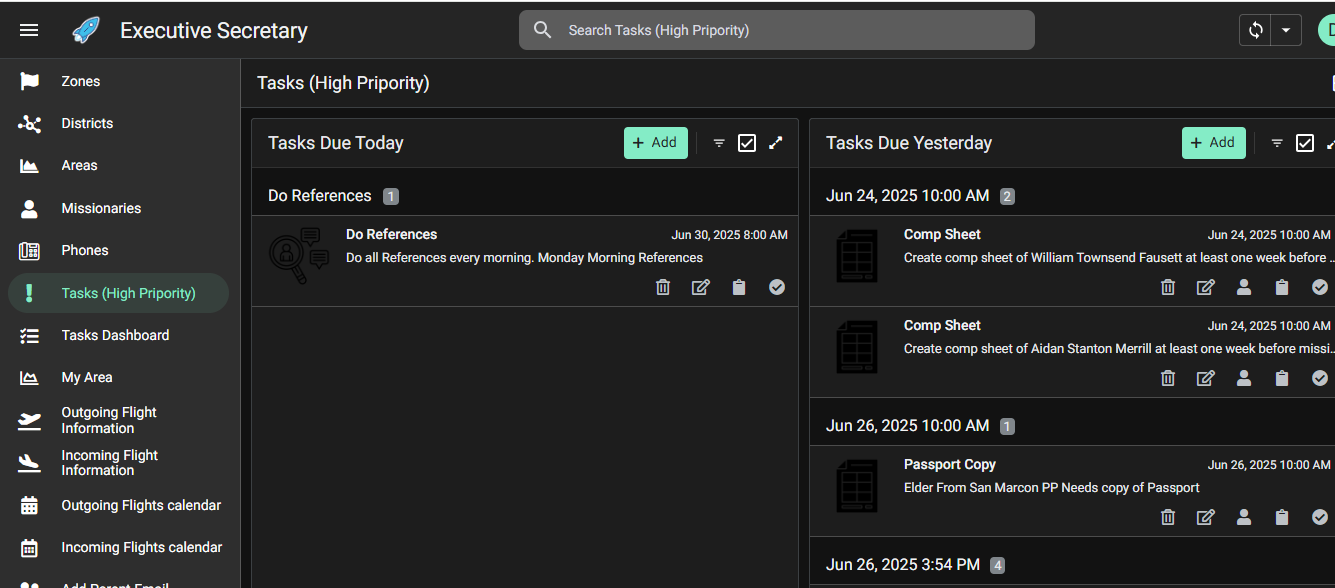 Executive Secretary
Search Tasks (High Pripority)
Zones
Districts
Areas
Missionaries
Phones
Tasks (High Pripority)
Tasks Dashboard
My Area
Outgoing Flight
Information
Incoming Flight
Information
Outgoing Flights calendar
Incoming Flights calendar
Add Parent Email
Tasks (High Pripority)
Tasks Due Today
+ Add
Do References 1
Do References Jun 30, 2025 8:00 AM
Do all References every morning. Monday Morning References
Tasks Due Yesterday
+ Add
Jun 24, 2025 10:00 AM 2
Comp Sheet Jun 24, 2025 10:00 AM
Create comp sheet of William Townsend Fausett at least one week before ...
Comp Sheet Jun 24, 2025 10:00 AM
Create comp sheet of Aidan Stanton Merrill at least one week before missi...
Jun 26, 2025 10:00 AM 1
Passport Copy Jun 26, 2025 10:00 AM
Elder From San Marcon PP Needs copy of Passport
Jun 26, 2025 3:54 PM 4